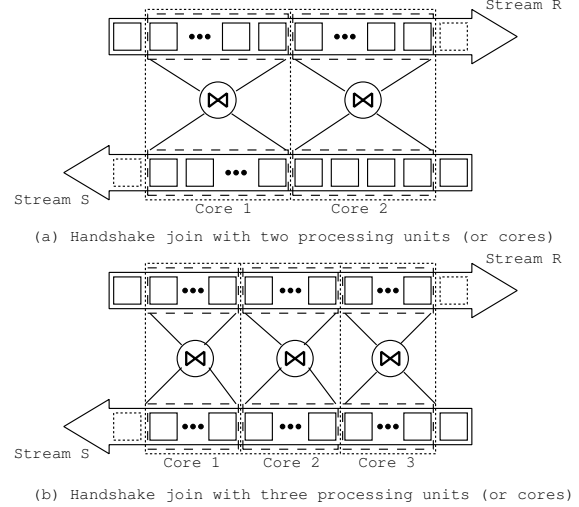 Stream R
Stream S
Core 1 Core 2
(a) Handshake join with two processing units (or cores)
Stream R
Stream S
Core 1 Core 2 Core 3
(b) Handshake join with three processing units (or cores)